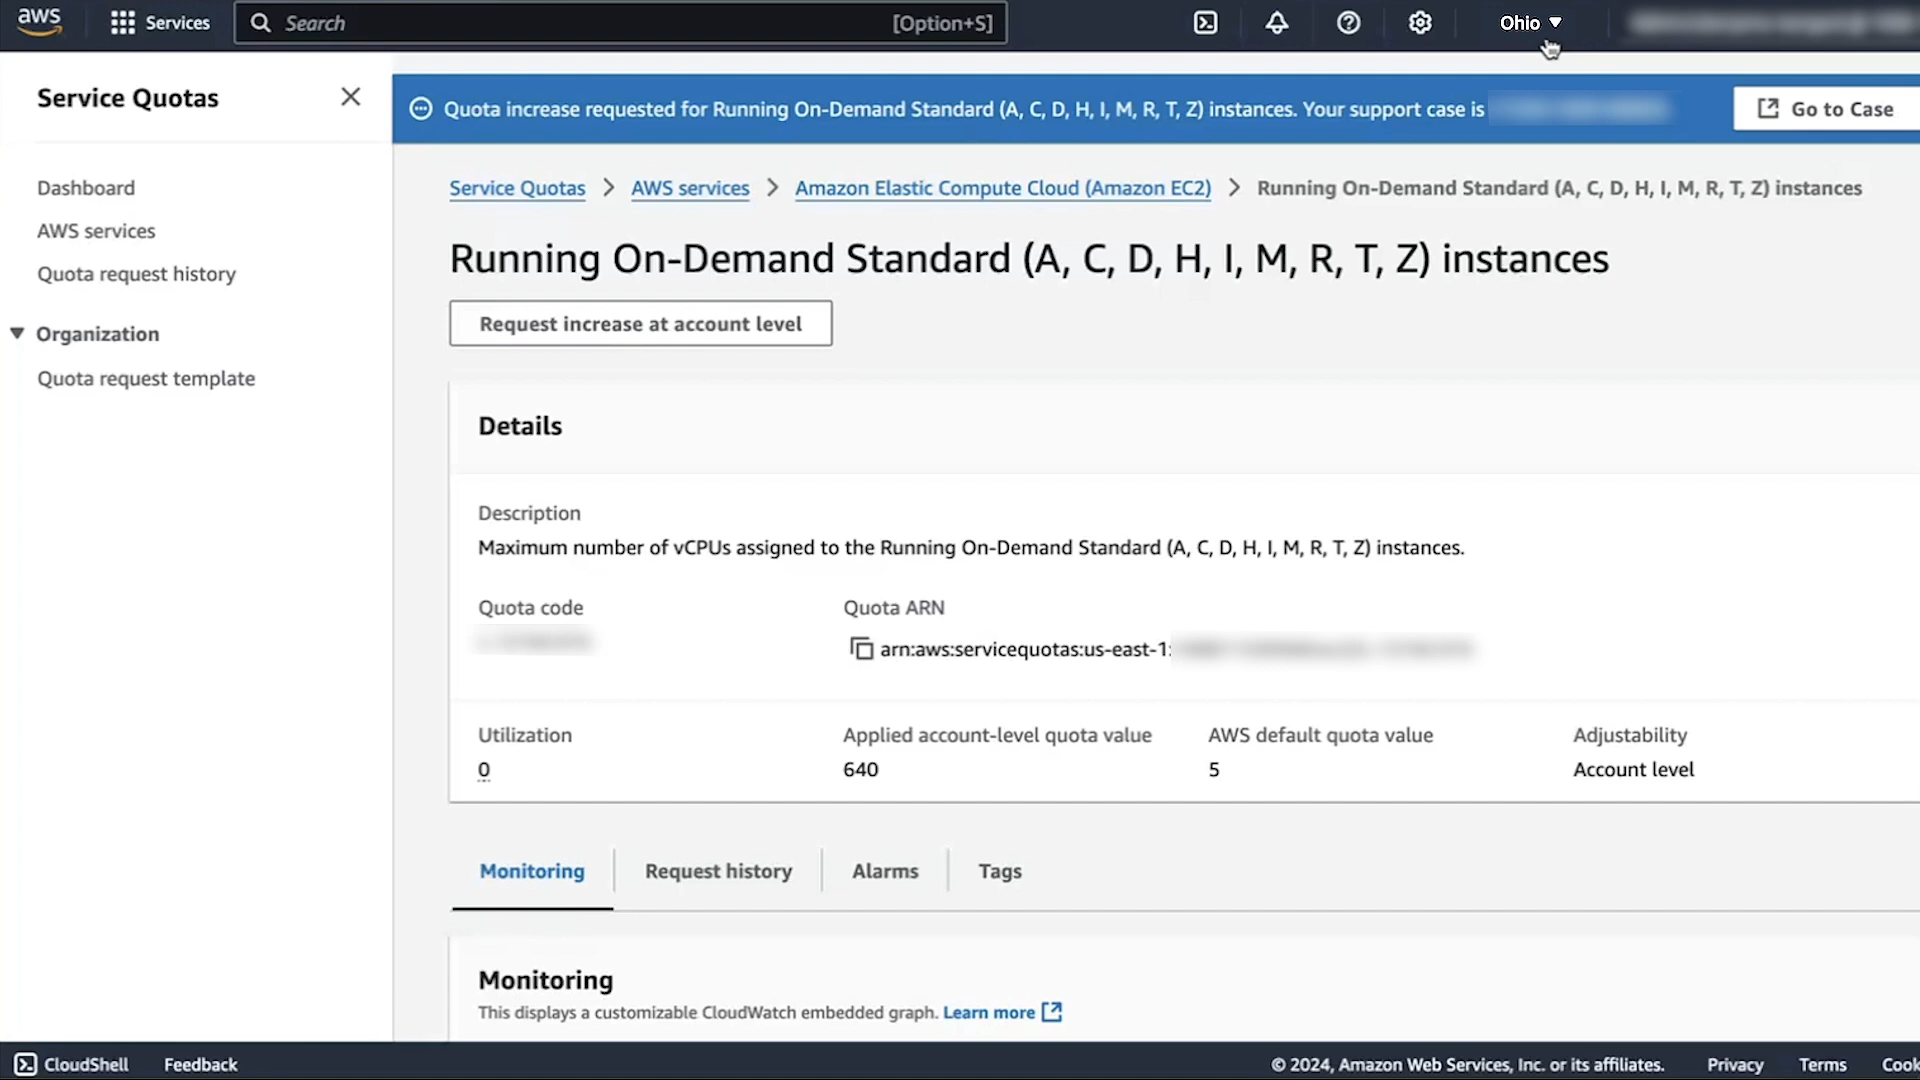 aws Services Search [Option+S] Ohio
Service Quotas
Dashboard
AWS services
Quota request history
Organization
Quota request template
Quota increase requested for Running On-Demand Standard (A, C, D, H, I, M, R, T, Z) instances. Your support case is
Go to Case
Service Quotas > AWS services > Amazon Elastic Compute Cloud (Amazon EC2) > Running On-Demand Standard (A, C, D, H, I, M, R, T, Z) instances
Running On-Demand Standard (A, C, D, H, I, M, R, T, Z) instances
Request increase at account level
Details
Description
Maximum number of vCPUs assigned to the Running On-Demand Standard (A, C, D, H, I, M, R, T, Z) instances.
Quota code Quota ARN
arn:aws:servicequotas:us-east-1:
Utilization Applied account-level quota value AWS default quota value Adjustability
0 640 5 Account level
Monitoring Request history Alarms Tags
Monitoring
This displays a customizable CloudWatch embedded graph. Learn more
CloudShell Feedback © 2024, Amazon Web Services, Inc. or its affiliates. Privacy Terms Cook